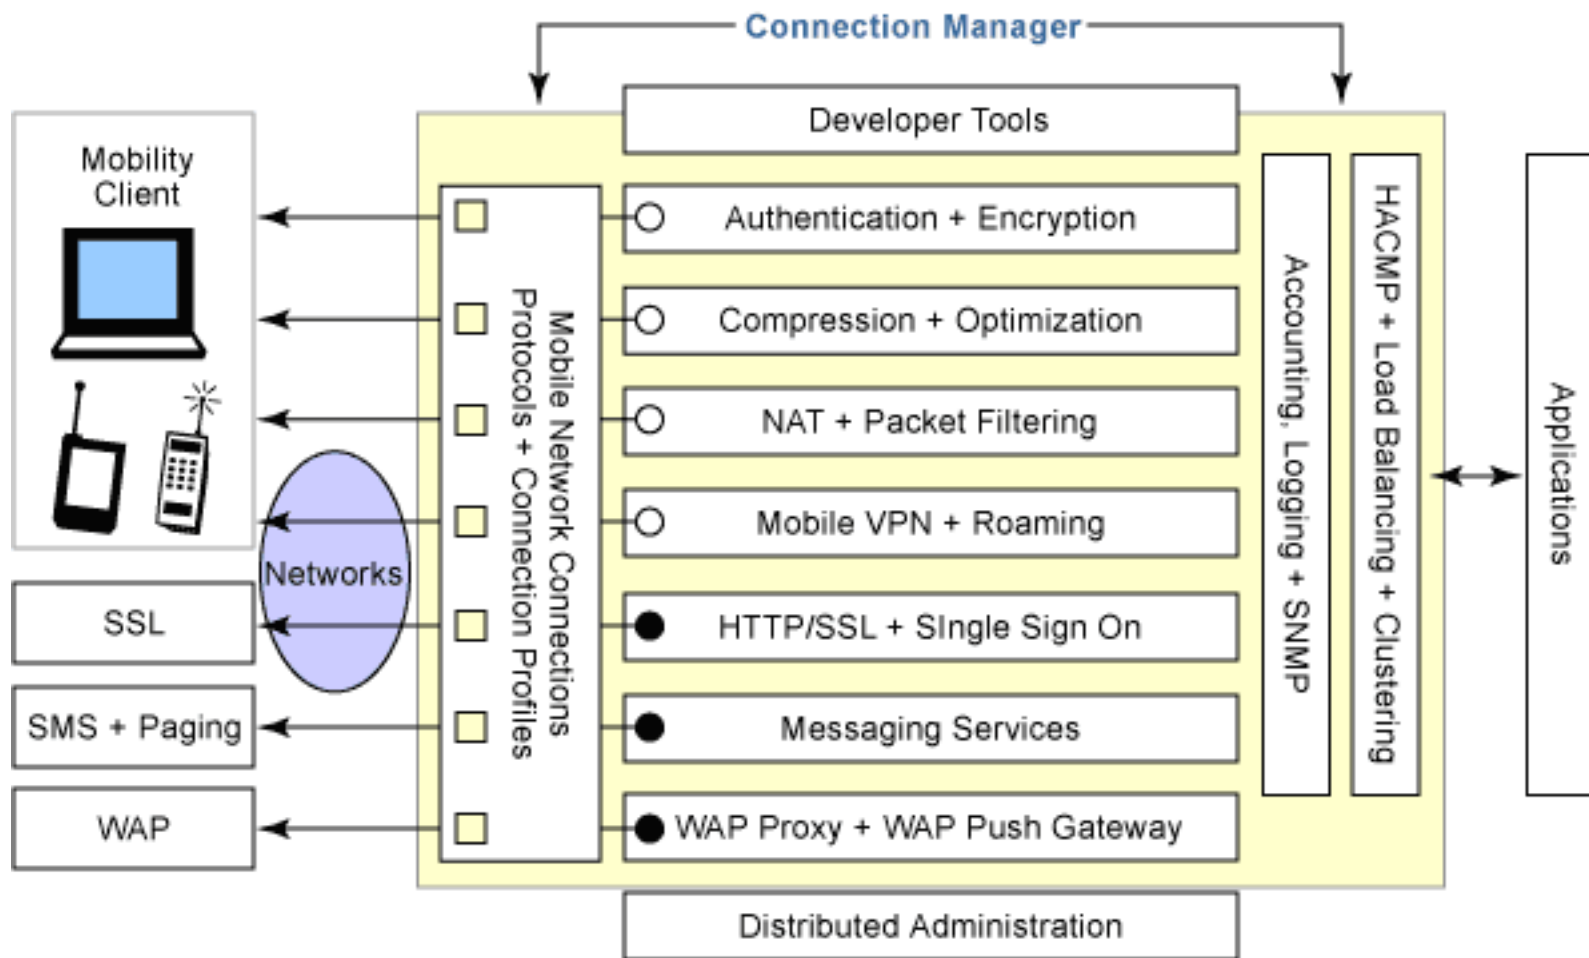 Connection Manager
Developer Tools
Mobility
Client
Authentication + Encryption
Compression + Optimization
NAT + Packet Filtering
Mobile VPN + Roaming
HTTP/SSL + SIngle Sign On
Messaging Services
WAP Proxy + WAP Push Gateway
Distributed Administration
Mobile Network Connections
Protocols + Connection Profiles
Networks
SSL
SMS + Paging
WAP
Accounting, Logging + SNMP
HACMP + Load Balancing + Clustering
Applications